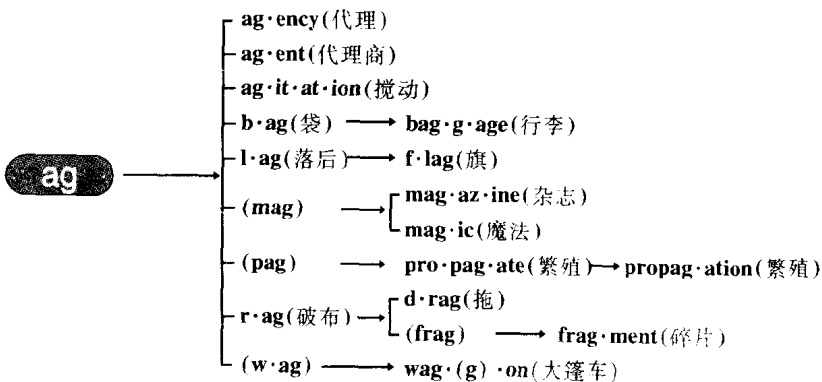 ag·ency(代理)
ag·ent(代理商)
ag·it·at·ion(搅动)
b·ag(袋) → bag·g·age(行李)
l·ag(落后) → f·lag(旗)
ag →
(mag) → mag·az·ine(杂志)
mag·ic(魔法)
(pag) → pro·pag·ate(繁殖) → propag·ation(繁殖)
r·ag(破布) → d·rag(拖)
(frag) → frag·ment(碎片)
(w·ag) → wag·(g)·on(大篷车)